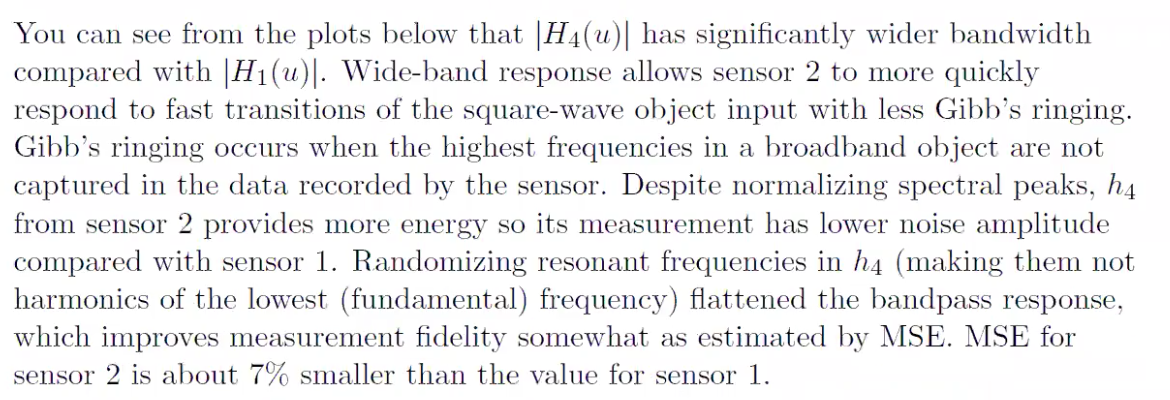 You can see from the plots below that |H₄(u)| has significantly wider bandwidth
compared with |H₁(u)|. Wide-band response allows sensor 2 to more quickly
respond to fast transitions of the square-wave object input with less Gibb's ringing.
Gibb's ringing occurs when the highest frequencies in a broadband object are not
captured in the data recorded by the sensor. Despite normalizing spectral peaks, h₄
from sensor 2 provides more energy so its measurement has lower noise amplitude
compared with sensor 1. Randomizing resonant frequencies in h₄ (making them not
harmonics of the lowest (fundamental) frequency) flattened the bandpass response,
which improves measurement fidelity somewhat as estimated by MSE. MSE for
sensor 2 is about 7% smaller than the value for sensor 1.